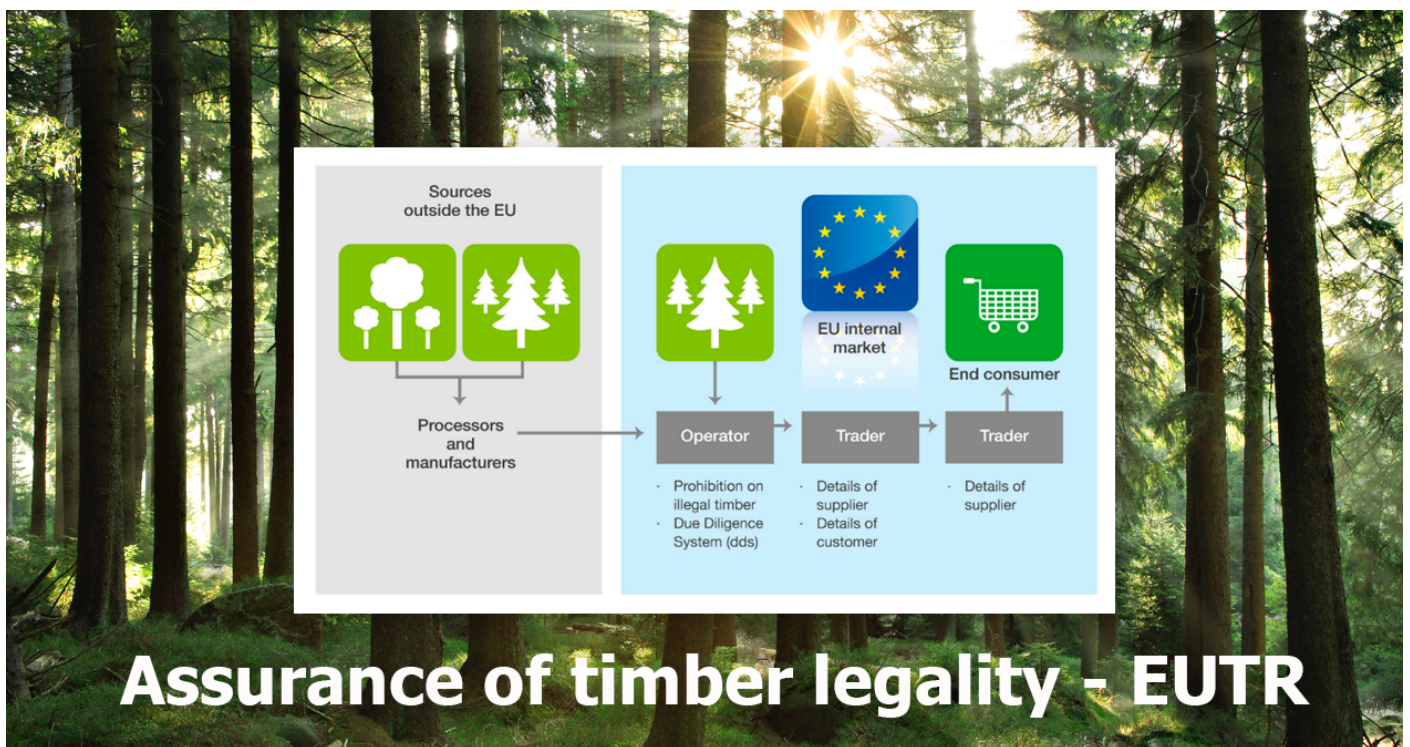 Sources
outside the EU
Processors
and
manufacturers
EU internal
market
End consumer
Operator
Trader
Trader
· Prohibition on
illegal timber
· Due Diligence
System (dds)
· Details of
supplier
· Details of
customer
· Details of
supplier
Assurance of timber legality - EUTR